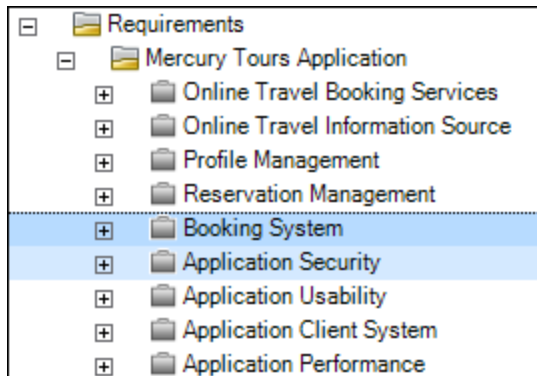 Requirements
Mercury Tours Application
Online Travel Booking Services
Online Travel Information Source
Profile Management
Reservation Management
Booking System
Application Security
Application Usability
Application Client System
Application Performance